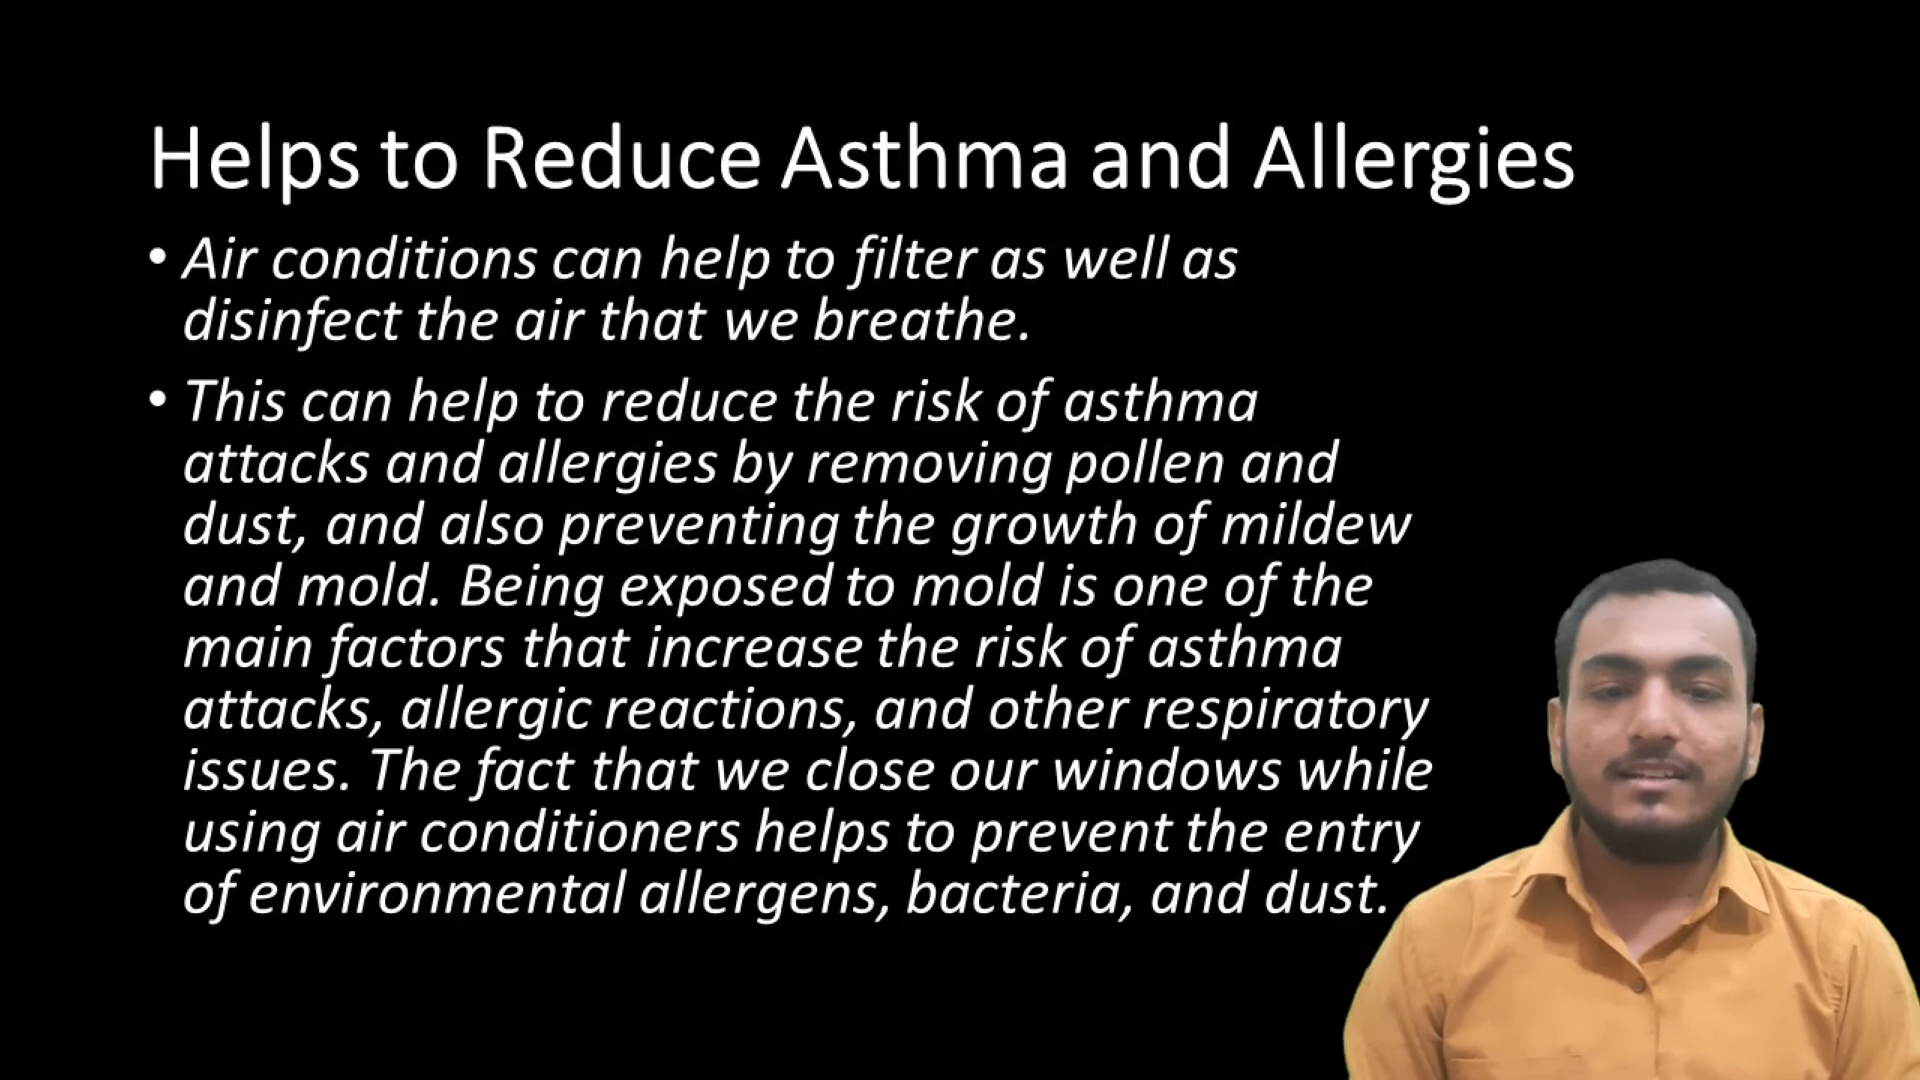 Helps to Reduce Asthma and Allergies
• Air conditions can help to filter as well as
disinfect the air that we breathe.
• This can help to reduce the risk of asthma
attacks and allergies by removing pollen and
dust, and also preventing the growth of mildew
and mold. Being exposed to mold is one of the
main factors that increase the risk of asthma
attacks, allergic reactions, and other respiratory
issues. The fact that we close our windows while
using air conditioners helps to prevent the entry
of environmental allergens, bacteria, and dust.